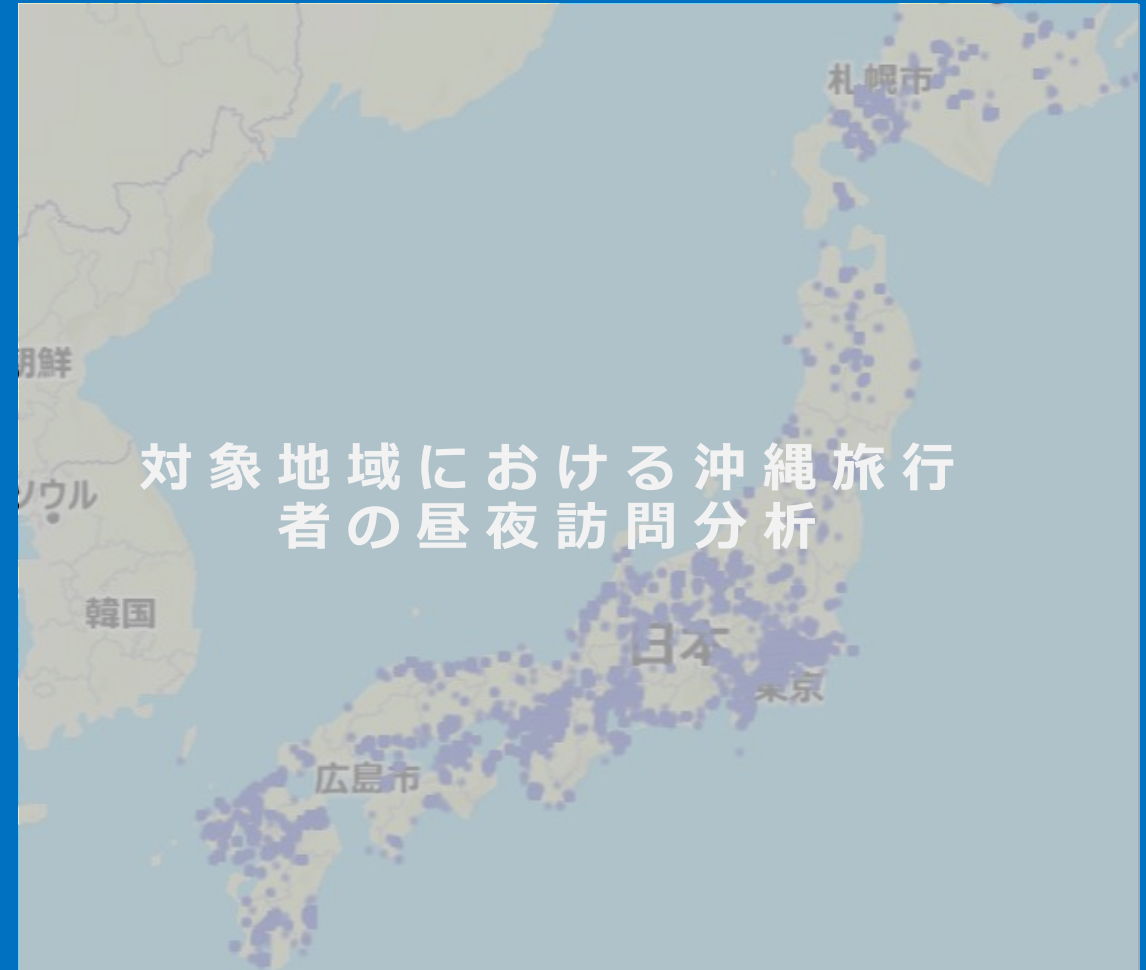 札幌市
朝鮮
ソウル
対象地域における沖縄旅行
者の昼夜訪問分析
韓国
日本
東京
広島市